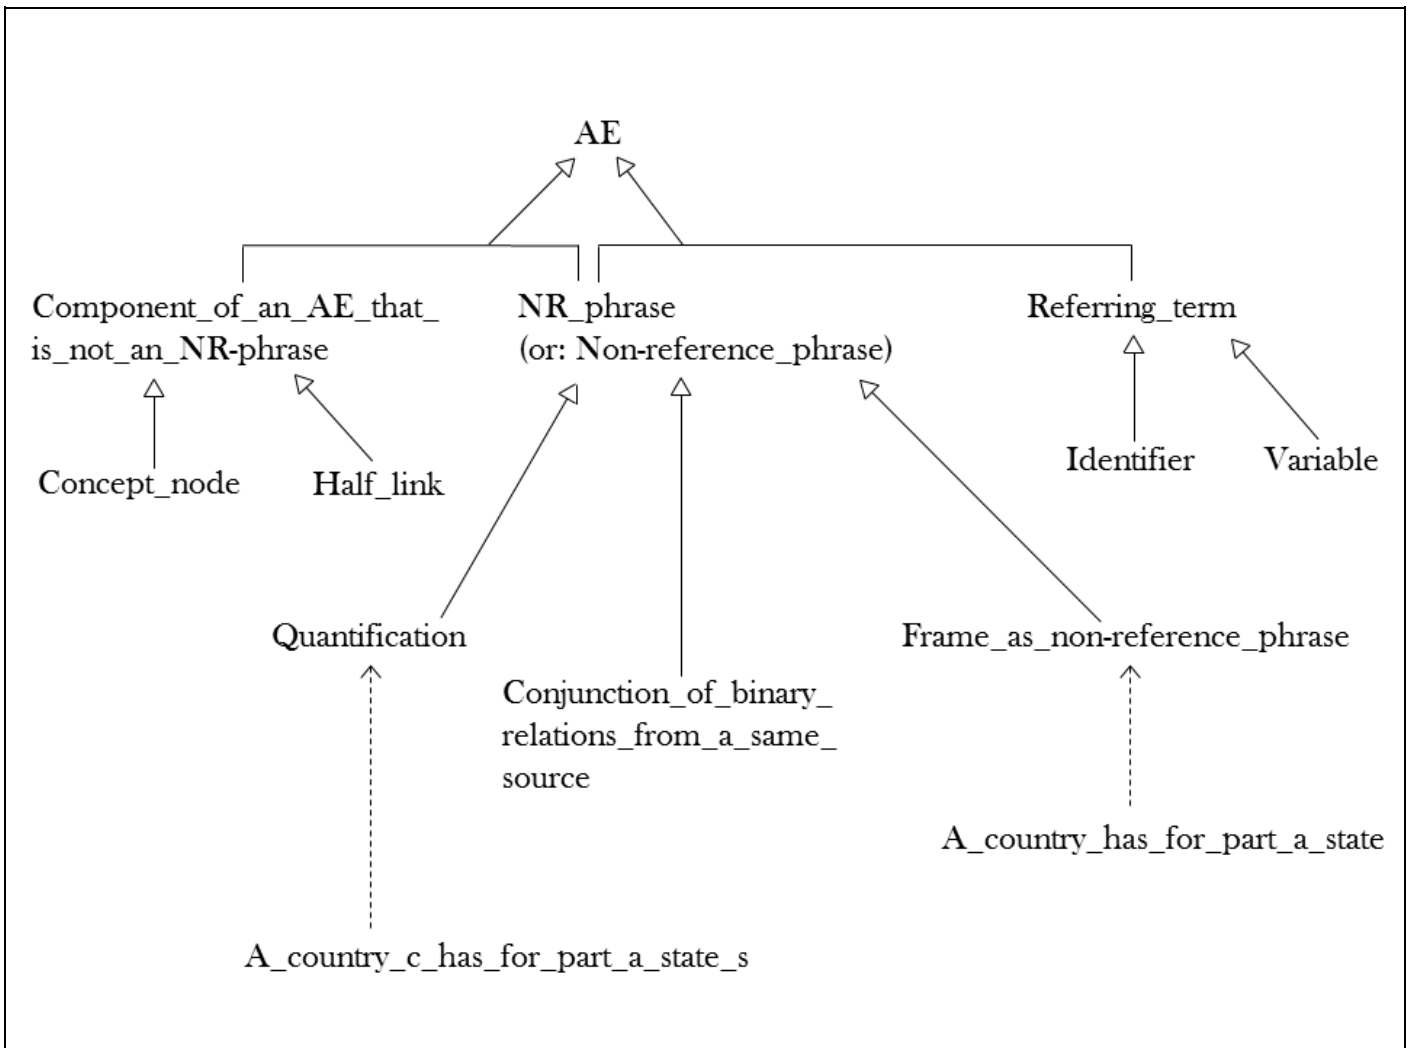 AE
Component_of_an_AE_that_
is_not_an_NR-phrase
NR_phrase
(or: Non-reference_phrase)
Referring_term
Concept_node
Half_link
Identifier
Variable
Quantification
Conjunction_of_binary_
relations_from_a_same_
source
Frame_as_non-reference_phrase
A_country_has_for_part_a_state
A_country_c_has_for_part_a_state_s